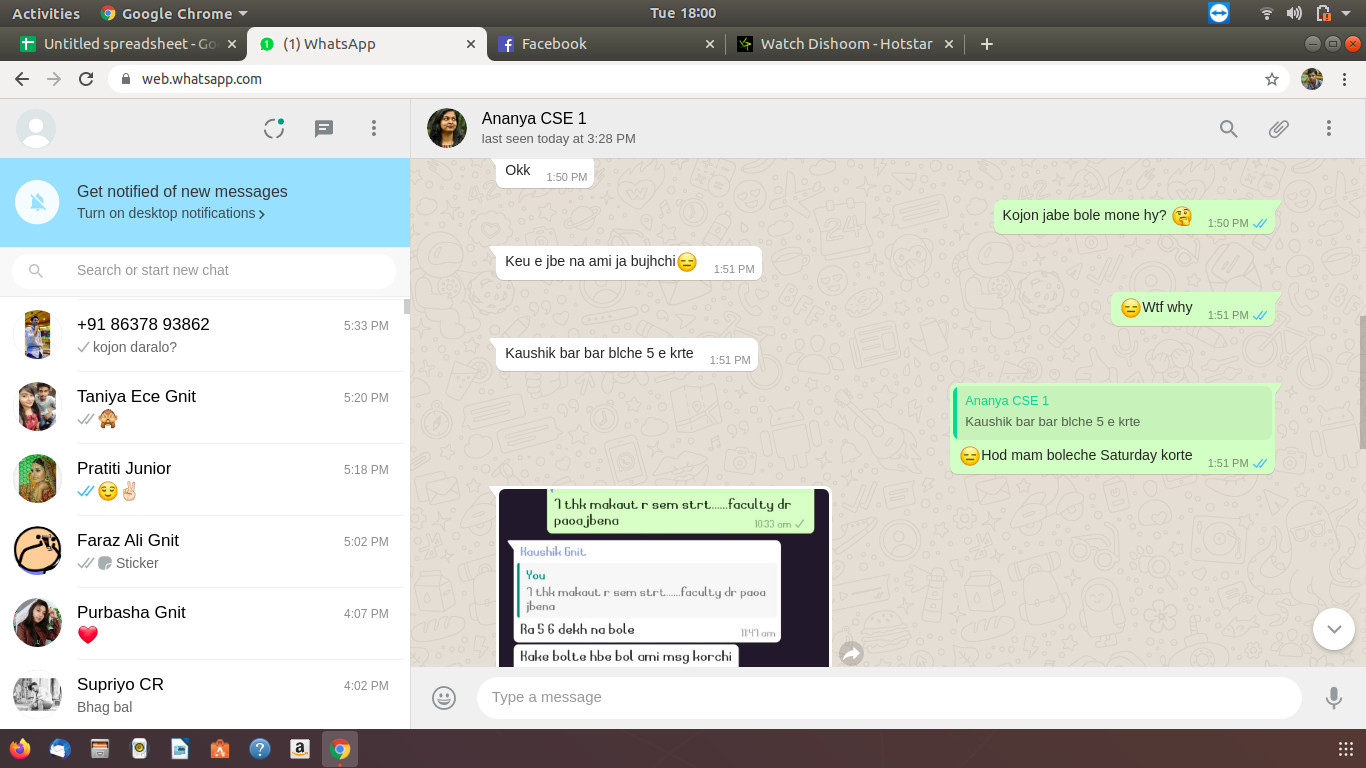 Activities
Google Chrome
Tue 18:00
Untitled spreadsheet - Go
(1) WhatsApp
Facebook
Watch Dishoom - Hotstar
web.whatsapp.com
Ananya CSE 1
last seen today at 3:28 PM
Get notified of new messages
Turn on desktop notifications
Search or start new chat
+91 86378 93862
5:33 PM
kojon daralo?
Taniya Ece Gnit
5:20 PM
Pratiti Junior
5:18 PM
Faraz Ali Gnit
5:02 PM
Sticker
Purbasha Gnit
4:07 PM
Supriyo CR
4:02 PM
Bhag bal
Okk
1:50 PM
Kojon jabe bole mone hy? 🤔
1:50 PM
Keu e jbe na ami ja bujhchi😑
1:51 PM
😑Wtf why
1:51 PM
Kaushik bar bar blche 5 e krte
1:51 PM
Ananya CSE 1
Kaushik bar bar blche 5 e krte
😑Hod mam boleche Saturday korte
1:51 PM
I thk makaut r sem strt......faculty dr
paoa jbena
10:33 am
Kaushik Gnit
You
I thk makaut r sem strt......faculty dr paoa
jbena
Ra 5 6 dekh na bole
11:47 am
Kake bolte hbe bol ami msg korchi
Type a message